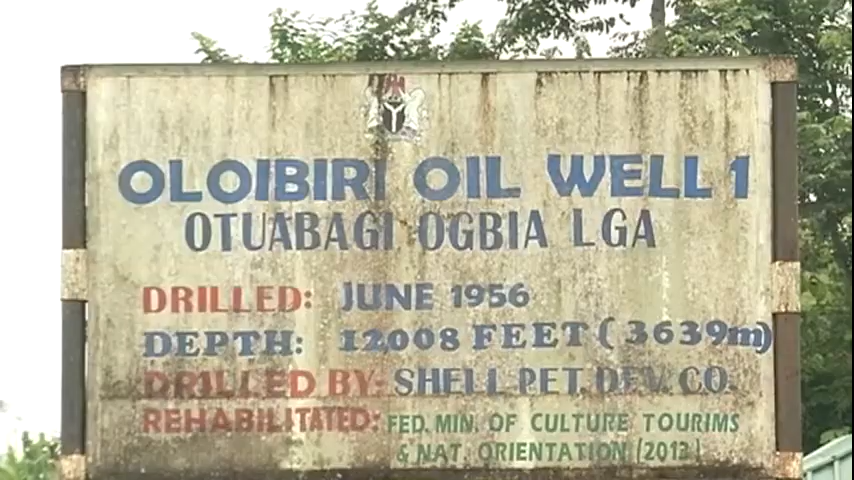 OLOIBIRI OIL WELL 1
OTUABAGI OGBIA LGA
DRILLED: JUNE 1956
DEPTH: 12008 FEET (3639m)
DRILLED BY: SHELL PET. DEV. CO.
REHABILITATED: FED. MIN. OF CULTURE TOURIMS
& NAT. ORIENTATION (2013)